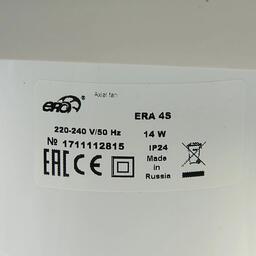 Axial fan
ERA ®
ERA 4S
220-240 V/50 Hz 14 W
№ 1711112815 IP24
EAC CE Made in
Russia